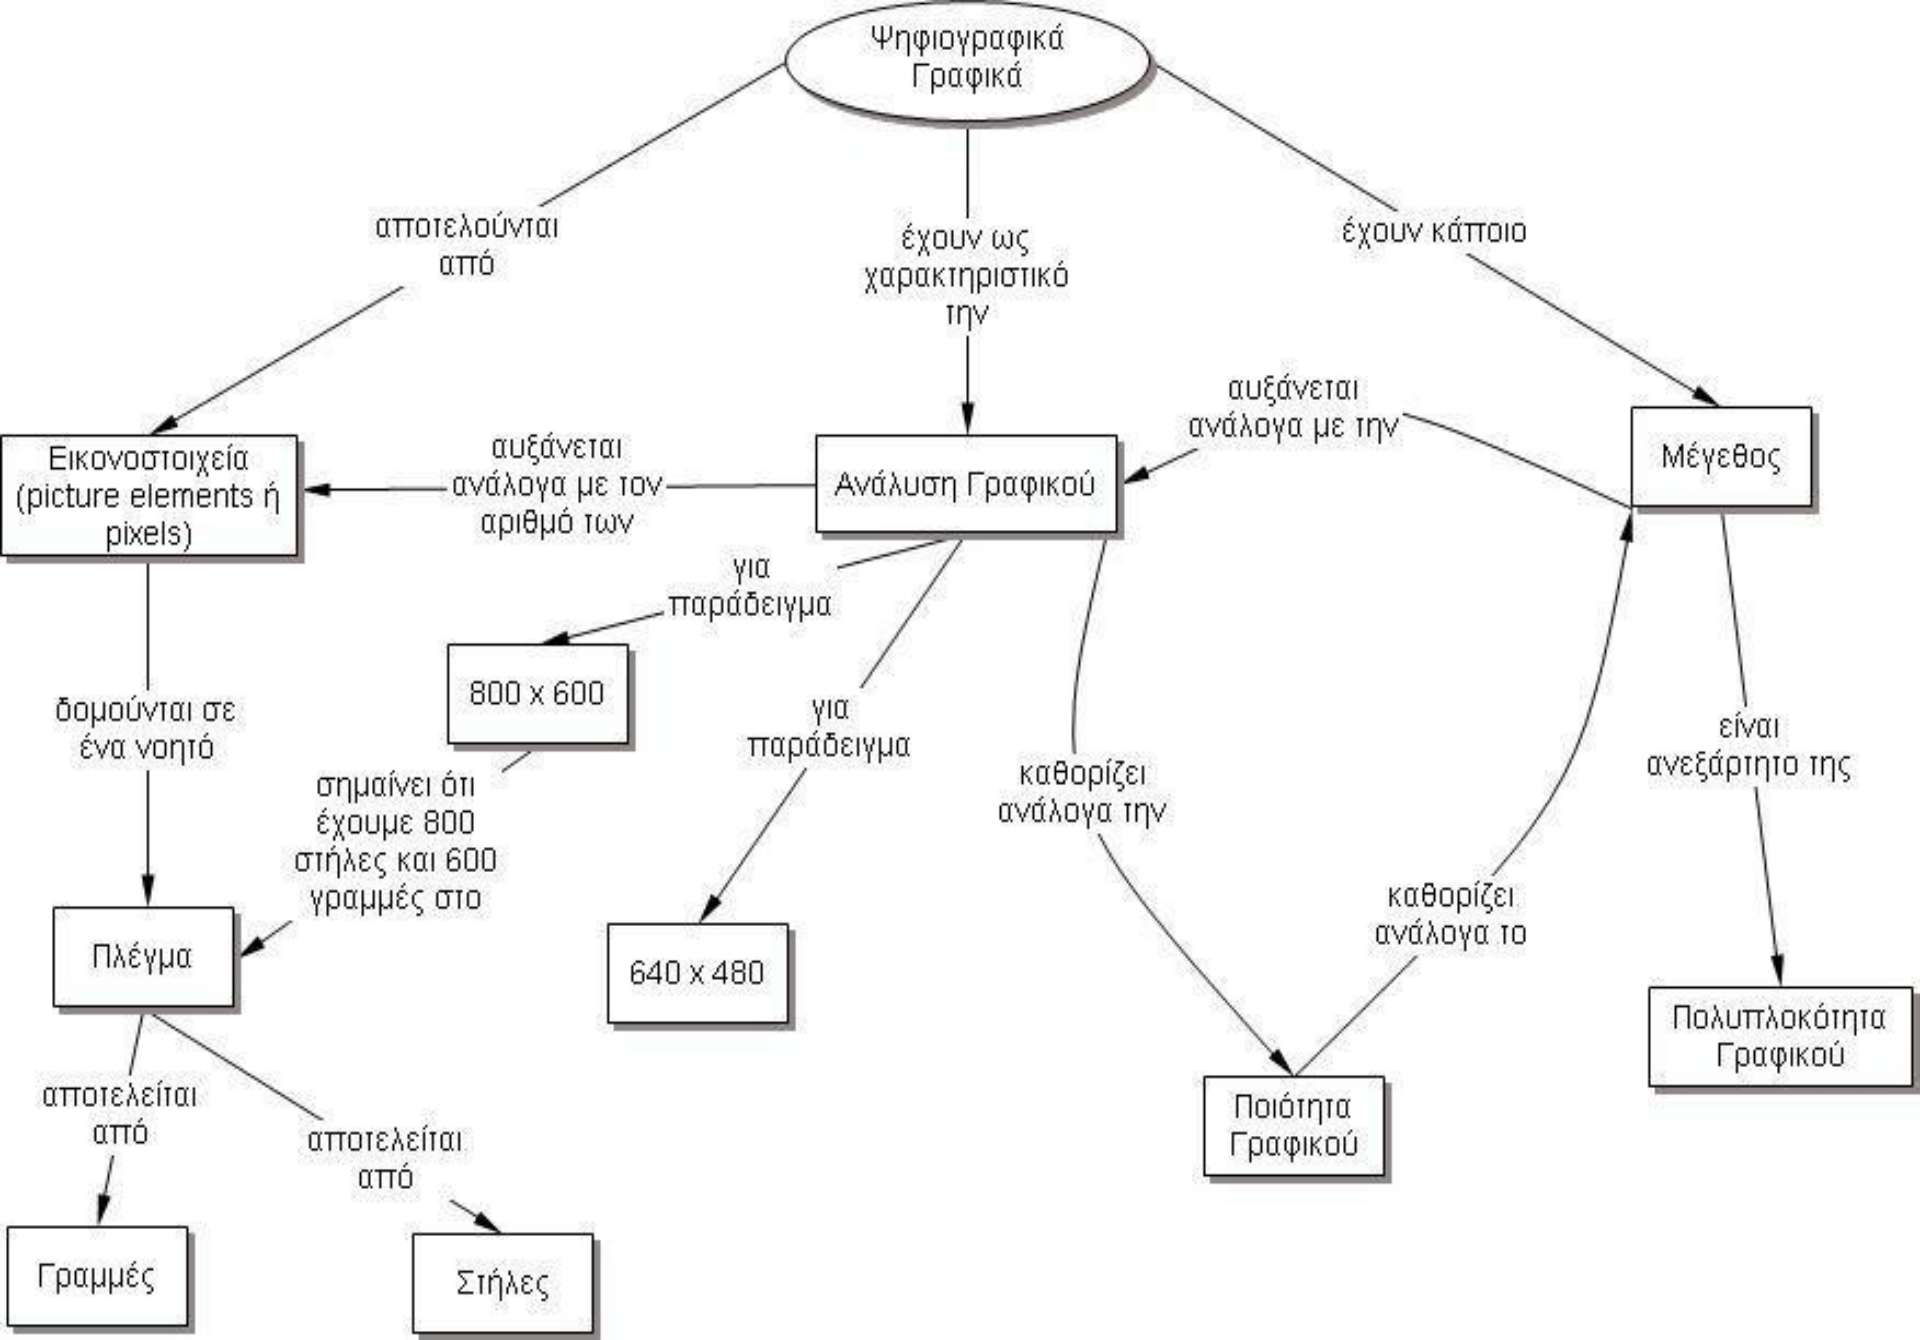 Ψηφιογραφικά
Γραφικά
αποτελούνται
από
έχουν ως
χαρακτηριστικό
την
έχουν κάποιο
Εικονοστοιχεία
(picture elements ή
pixels)
αυξάνεται
ανάλογα με τον
αριθμό των
Ανάλυση Γραφικού
αυξάνεται
ανάλογα με την
Μέγεθος
για
παράδειγμα
800 x 600
για
παράδειγμα
640 x 480
δομούνται σε
ένα νοητό
σημαίνει ότι
έχουμε 800
στήλες και 600
γραμμές στο
Πλέγμα
καθορίζει
ανάλογα την
καθορίζει
ανάλογα το
είναι
ανεξάρτητο της
Πολυπλοκότητα
Γραφικού
Ποιότητα
Γραφικού
αποτελείται
από
αποτελείται
από
Γραμμές
Στήλες